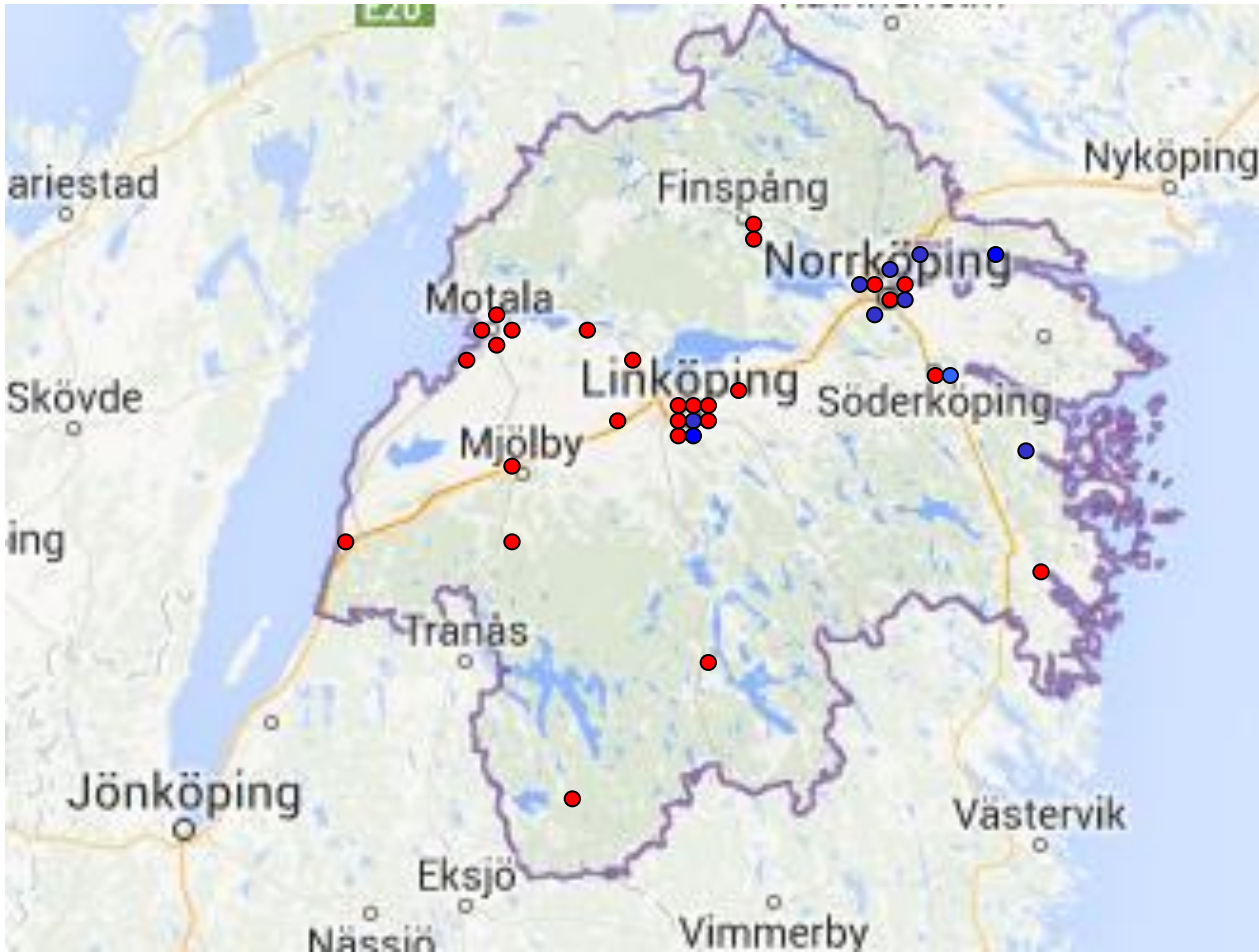 E20
Nyköping
ariestad
Finspång
Norrköping
Motala
Linköping
Skövde
Söderköping
Mjölby
ing
Tranås
Jönköping
Västervik
Eksjö
Vimmerby
Nässjö